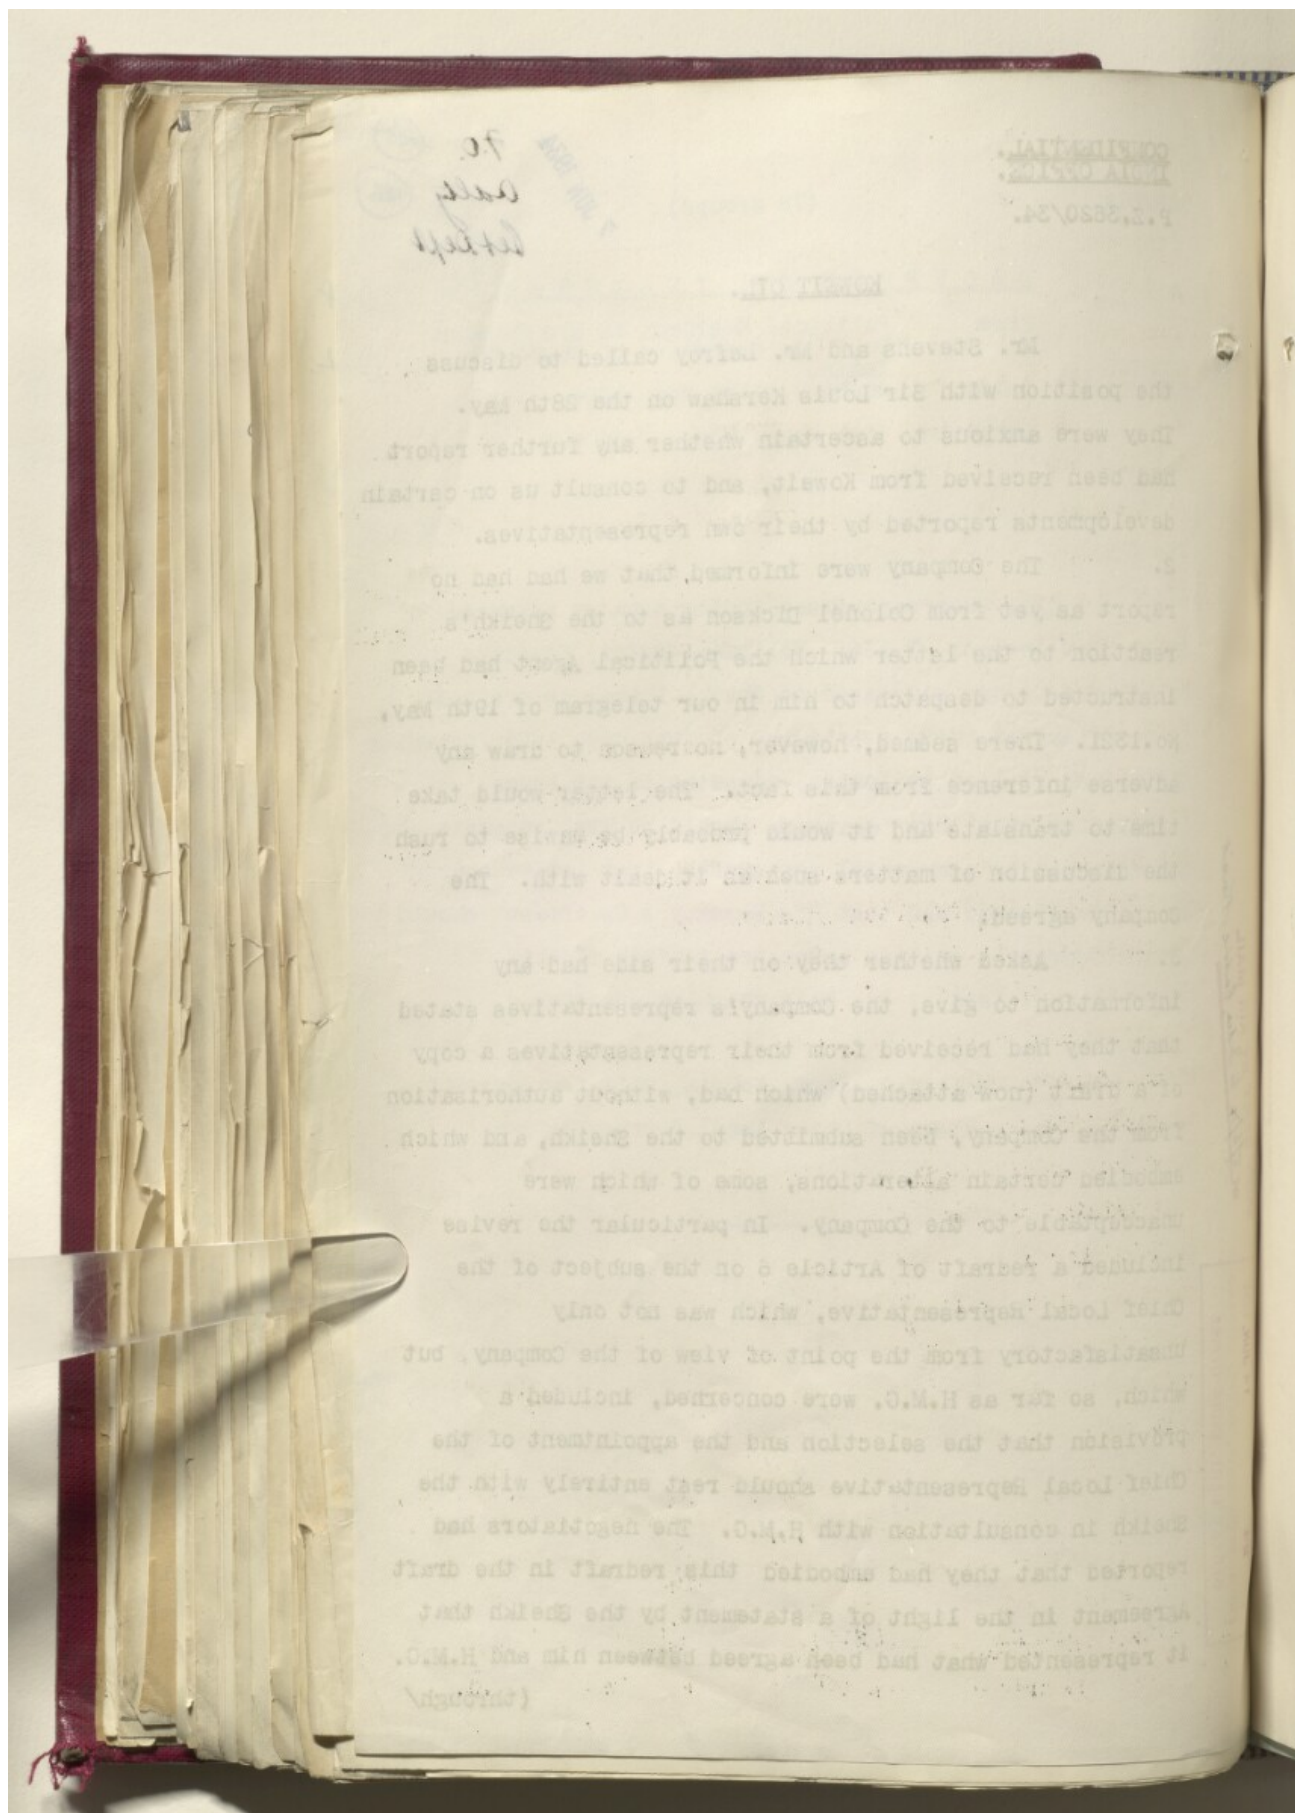 CONFIDENTIAL.
INDIA OFFICE.
P.Z.3620/34.
KOWEIT OIL.
Mr. Stevens and Mr. Lefroy called to discuss
the position with Sir Louis Kershaw on the 28th May.
They were anxious to ascertain whether any further report
had been received from Koweit, and to consult us on certain
developments reported by their own representatives.
2. The Company were informed that we had had no
report as yet from Colonel Dickson as to the Sheikh's
reaction to the letter which the Political Agent had been
instructed to despatch to him in our telegram of 19th May,
No.1321. There seemed, however, no reason to draw any
adverse inference from this fact. The letter would take
time to translate and it would probably be unwise to rush
the discussion of matters such as it dealt with. The
Company agreed.
3. Asked whether they on their side had any
information to give, the Company's representatives stated
that they had received from their representatives a copy
of a draft (now attached) which had, without authorisation
from the Company, been submitted to the Sheikh, and which
embodied certain alterations, some of which were
unacceptable to the Company. In particular the revise
included a redraft of Article 6 on the subject of the
Chief Local Representative, which was not only
unsatisfactory from the point of view of the Company, but
which, so far as H.M.G. were concerned, included a
provision that the selection and the appointment of the
Chief Local Representative should rest entirely with the
Sheikh in consultation with H.M.G. The negotiators had
reported that they had embodied this redraft in the draft
Agreement in the light of a statement by the Sheikh that
it represented what had been agreed between him and H.M.G.
(through/